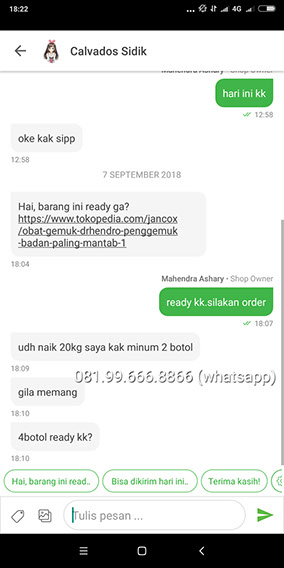 18:22
... 4G
Calvados Sidik
Mahendra Ashary • Shop Owner
hari ini kk
12:58
oke kak sipp
12:58
7 SEPTEMBER 2018
Hai, barang ini ready ga?
https://www.tokopedia.com/jancox
/obat-gemuk-drhendro-penggemuk
-badan-paling-mantab-1
18:04
Mahendra Ashary • Shop Owner
ready kk.silakan order
18:07
udh naik 20kg saya kak minum 2 botol
18:09
081.99.666.8866 (whatsapp)
gila memang
18:10
4botol ready kk?
18:10
Hai, barang ini read..
Bisa dikirim hari ini..
Terima kasih!
Tulis pesan ...